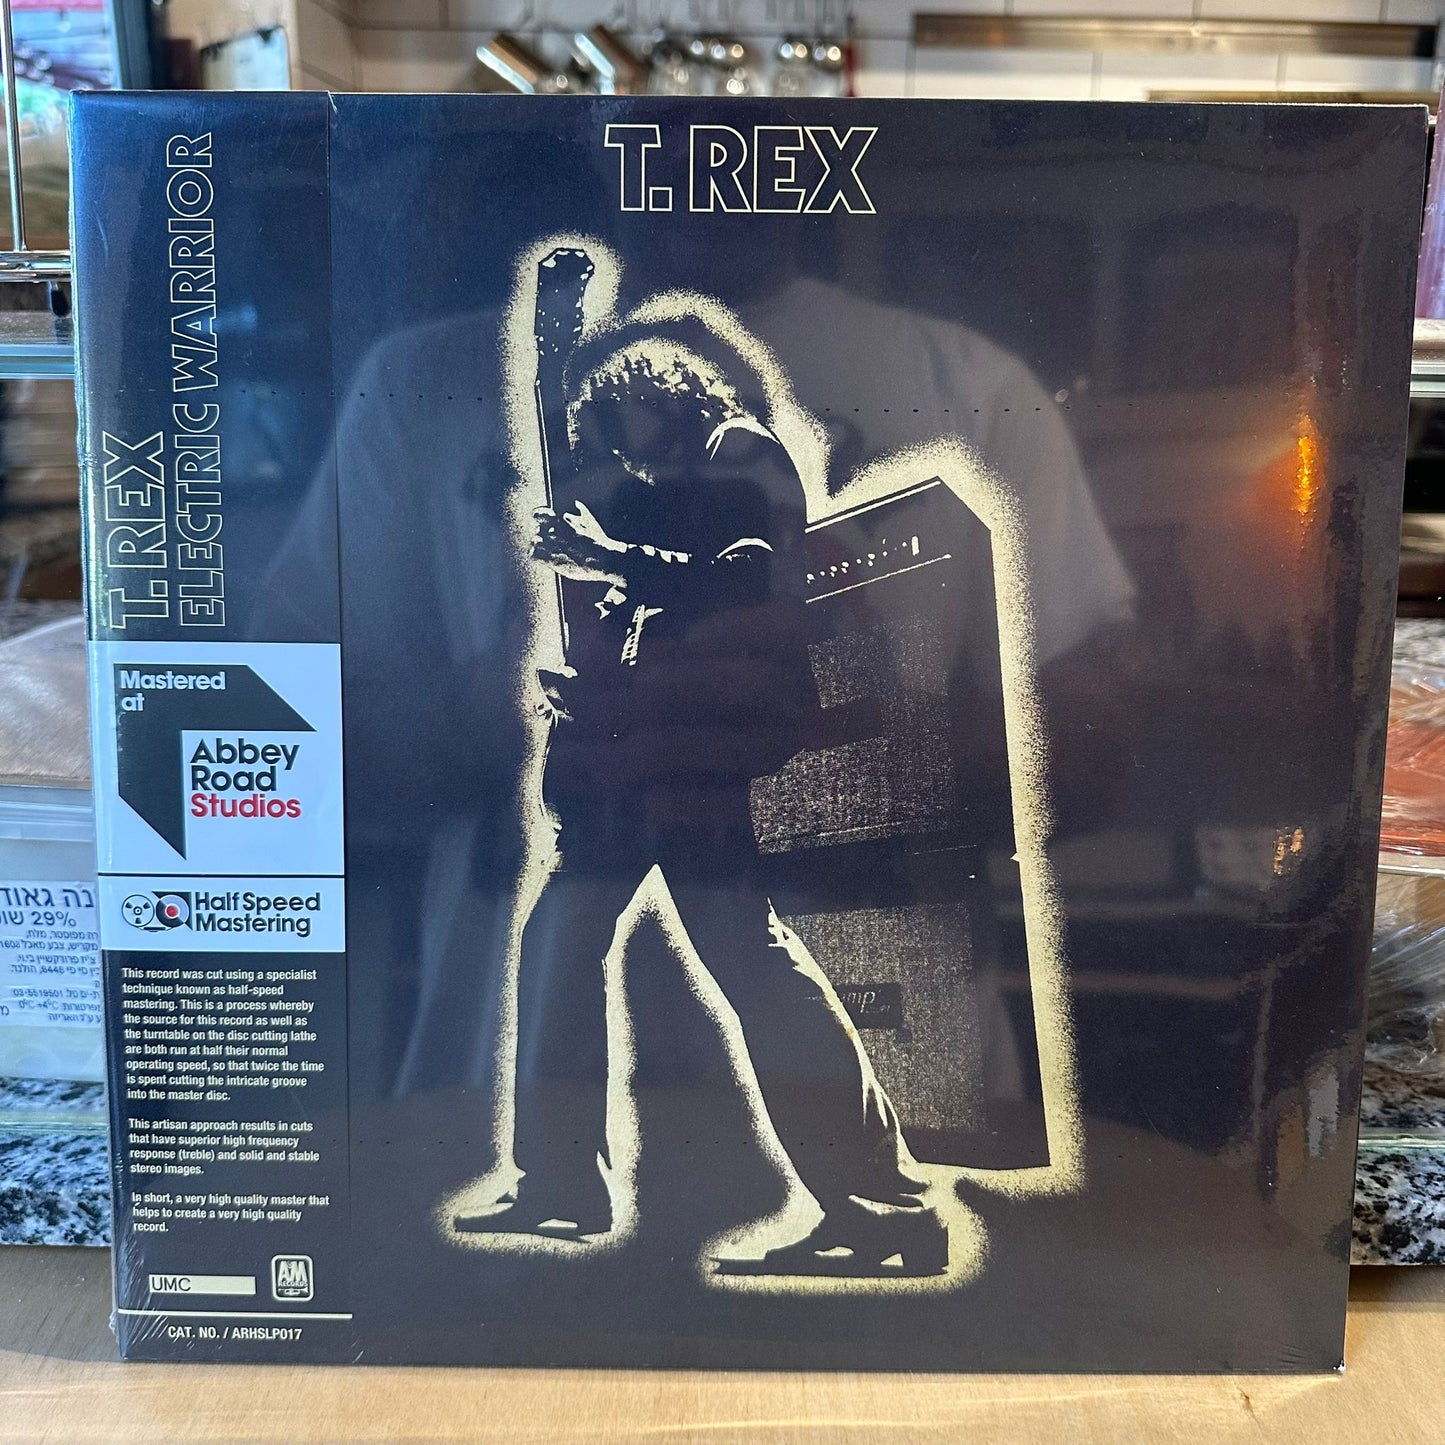 T. REX
T. REX
ELECTRIC WARRIOR
Mastered
at
Abbey
Road
Studios
Half Speed
Mastering
This record was cut using a specialist
technique known as half-speed
mastering. This is a process whereby
the source for this record as well as
the turntable on the disc cutting lathe
are both run at half their normal
operating speed, so that twice the time
is spent cutting the intricate groove
into the master disc.
This artisan approach results in cuts
that have superior high frequency
response (treble) and solid and stable
stereo images.
In short, a very high quality master that
helps to create a very high quality
record.
UMC
A&M
RECORDS
CAT. NO. / ARHSLP017
גאוד
29%
03-5519501